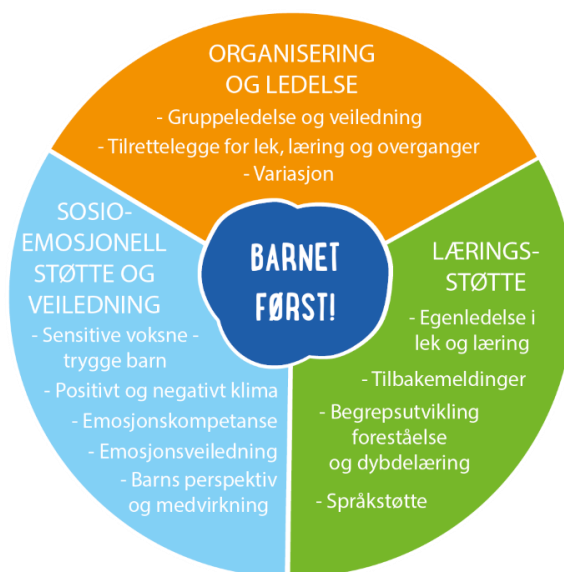 ORGANISERING
OG LEDELSE
- Gruppeledelse og veiledning
- Tilrettelegge for lek, læring og overganger
- Variasjon
SOSIO-
EMOSJONELL
STØTTE OG
VEILEDNING
- Sensitive voksne -
trygge barn
- Positivt og negativt klima
- Emosjonskompetanse
- Emosjonsveiledning
- Barns perspektiv
og medvirkning
BARNET
FØRST!
LÆRINGS-
STØTTE
- Egenledelse i
lek og læring
- Tilbakemeldinger
- Begrepsutvikling
foreståelse
og dybdelæring
- Språkstøtte